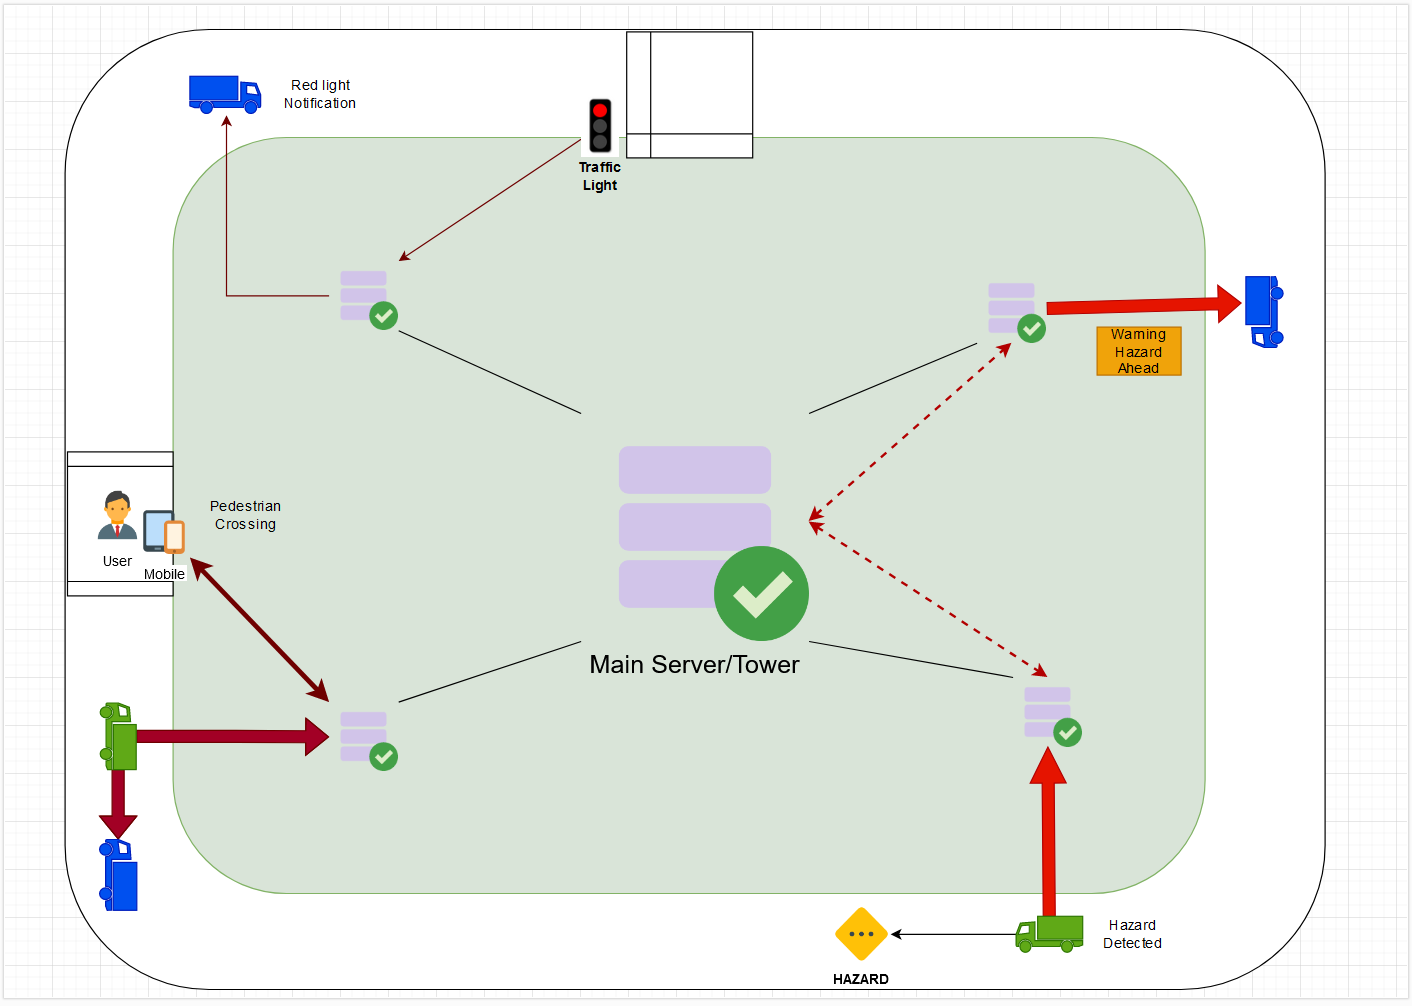 Red light
Notification
Traffic
Light
Warning
Hazard
Ahead
Pedestrian
Crossing
User
Mobile
Main Server/Tower
Hazard
Detected
HAZARD